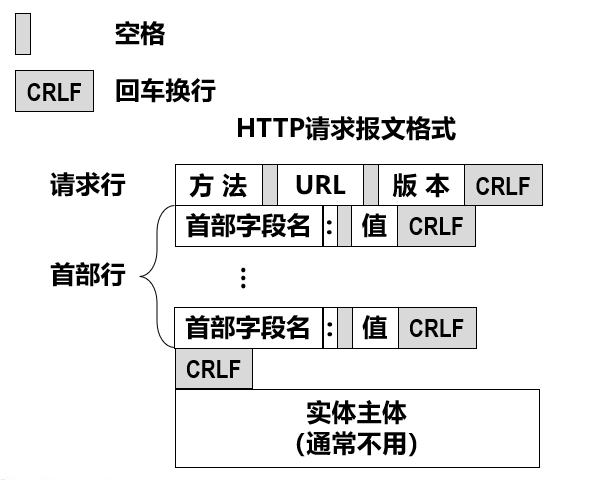 空格
CRLF 回车换行
HTTP请求报文格式
请求行 方法 URL 版本 CRLF
首部字段名 : 值 CRLF
首部行 ⋮
首部字段名 : 值 CRLF
CRLF
实体主体
(通常不用)